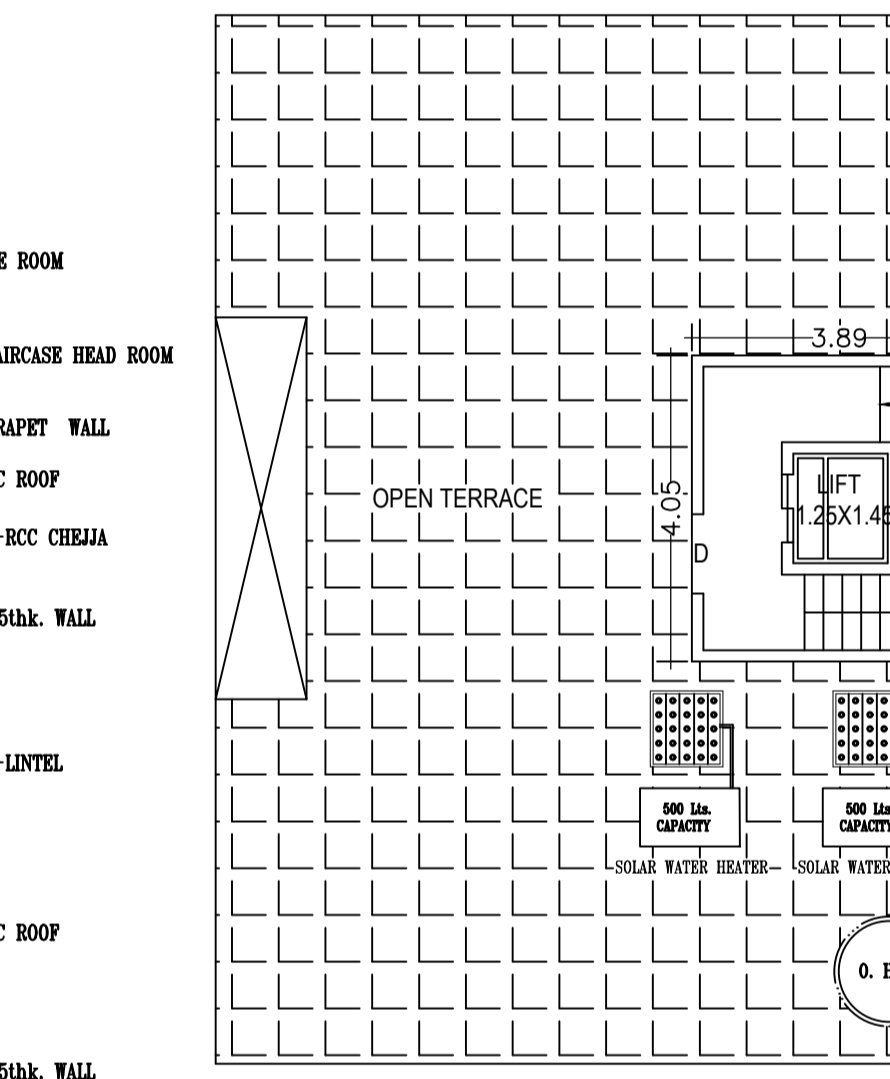 E ROOM
AIRCASE HEAD ROOM
RAPET WALL
C ROOF
-RCC CHEJJA
5thk. WALL
-LINTEL
C ROOF
5thk. WALL
3.89
4.05
OPEN TERRACE
LIFT
1.25X1.45
D
500 Lts.
CAPACITY
SOLAR WATER HEATER
500 Lts
CAPACITY
SOLAR WATER
O. H